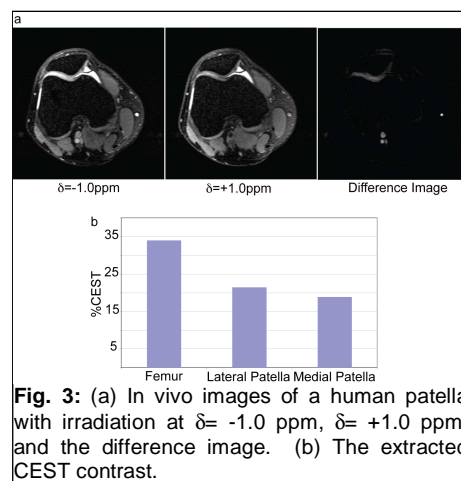 a
δ=-1.0ppm δ=+1.0ppm Difference Image
b
%CEST
35
25
15
5
Femur Lateral Patella Medial Patella
Fig. 3: (a) In vivo images of a human patella
with irradiation at δ= -1.0 ppm, δ= +1.0 ppm
and the difference image. (b) The extracted
CEST contrast.